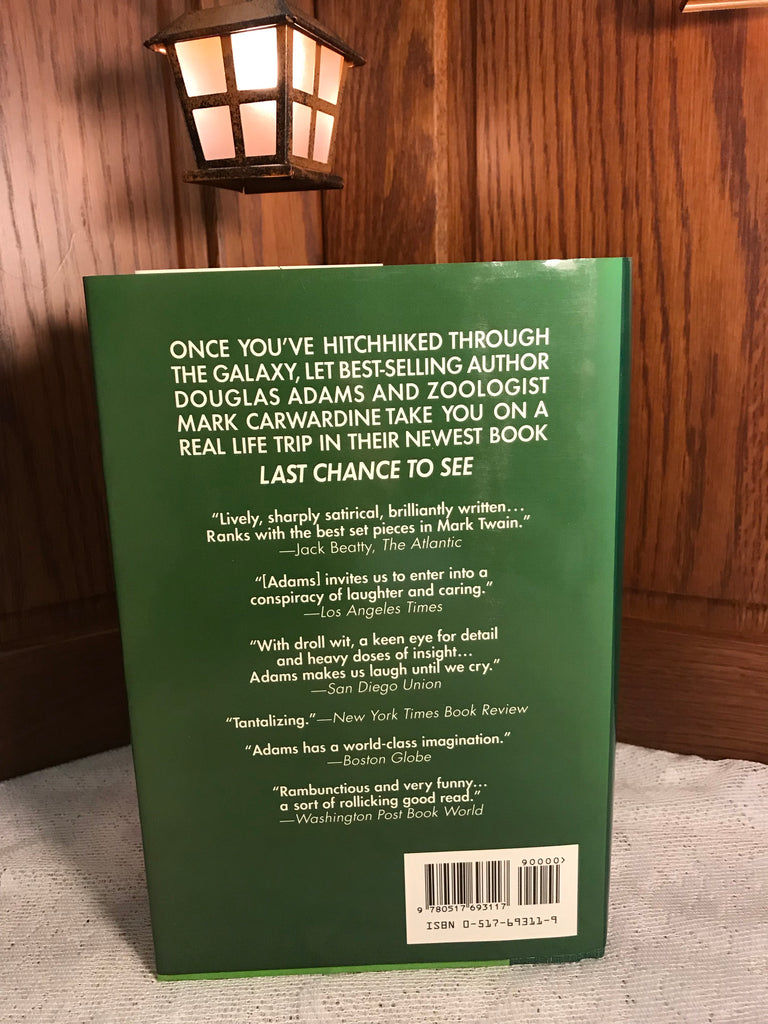 ONCE YOU'VE HITCHHIKED THROUGH
THE GALAXY, LET BEST-SELLING AUTHOR
DOUGLAS ADAMS AND ZOOLOGIST
MARK CARWARDINE TAKE YOU ON A
REAL LIFE TRIP IN THEIR NEWEST BOOK
LAST CHANCE TO SEE
"Lively, sharply satirical, brilliantly written...
Ranks with the best set pieces in Mark Twain."
—Jack Beatty, The Atlantic
"[Adams] invites us to enter into a
conspiracy of laughter and caring."
—Los Angeles Times
"With droll wit, a keen eye for detail
and heavy doses of insight...
Adams makes us laugh until we cry."
—San Diego Union
"Tantalizing."—New York Times Book Review
"Adams has a world-class imagination."
—Boston Globe
"Rambunctious and very funny...
a sort of rollicking good read."
—Washington Post Book World
90000>
9 780517 693117
ISBN 0-517-69311-9